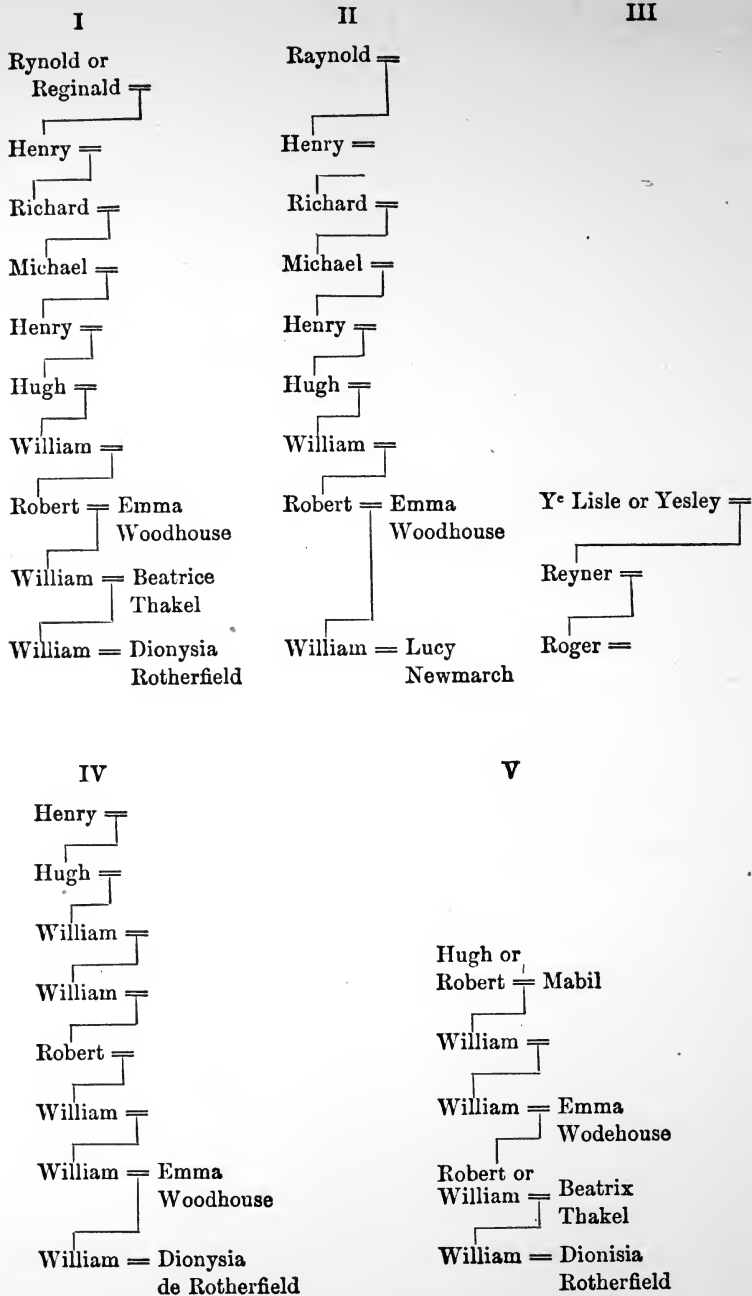 I
Rynold or
Reginald =
Henry =
Richard =
Michael =
Henry =
Hugh =
William =
Robert = Emma
Woodhouse
William = Beatrice
Thakel
William = Dionysia
Rotherfield
II
Raynold =
Henry =
Richard =
Michael =
Henry =
Hugh =
William =
Robert = Emma
Woodhouse
William = Lucy
Newmarch
III
Yᵉ Lisle or Yesley =
Reyner =
Roger =
IV
Henry =
Hugh =
William =
William =
Robert =
William =
William = Emma
Woodhouse
William = Dionysia
de Rotherfield
V
Hugh or
Robert = Mabil
William =
William = Emma
Wodehouse
Robert or
William = Beatrix
Thakel
William = Dionisia
Rotherfield